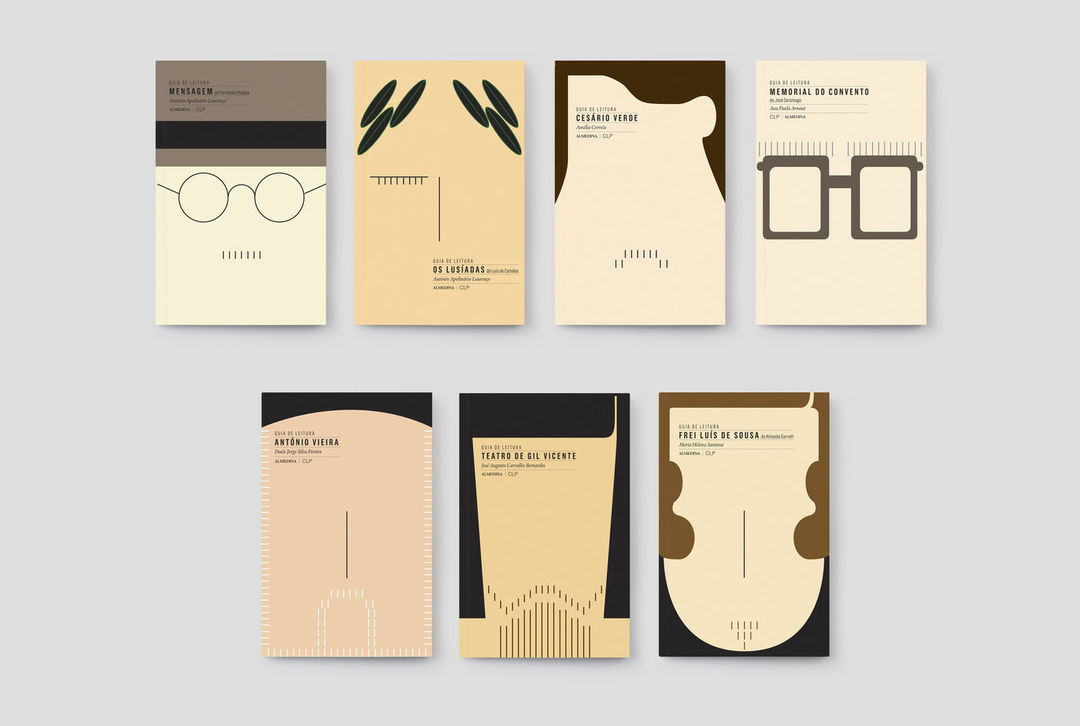 GUIA DE LEITURA
MENSAGEM de Fernando Pessoa
António Apolinário Lourenço
ALMEDINA | CLP
GUIA DE LEITURA
OS LUSÍADAS de Luís de Camões
António Apolinário Lourenço
ALMEDINA | CLP
GUIA DE LEITURA
CESÁRIO VERDE
Amélia Correia
ALMEDINA | CLP
GUIA DE LEITURA
MEMORIAL DO CONVENTO
de José Saramago
Ana Paula Arnaut
CLP | ALMEDINA
GUIA DE LEITURA
ANTÓNIO VIEIRA
Paulo Jorge Silva Pereira
ALMEDINA | CLP
GUIA DE LEITURA
TEATRO DE GIL VICENTE
José Augusto Cardoso Bernardes
ALMEDINA | CLP
GUIA DE LEITURA
FREI LUÍS DE SOUSA de Almeida Garrett
Maria Helena Santana
ALMEDINA | CLP